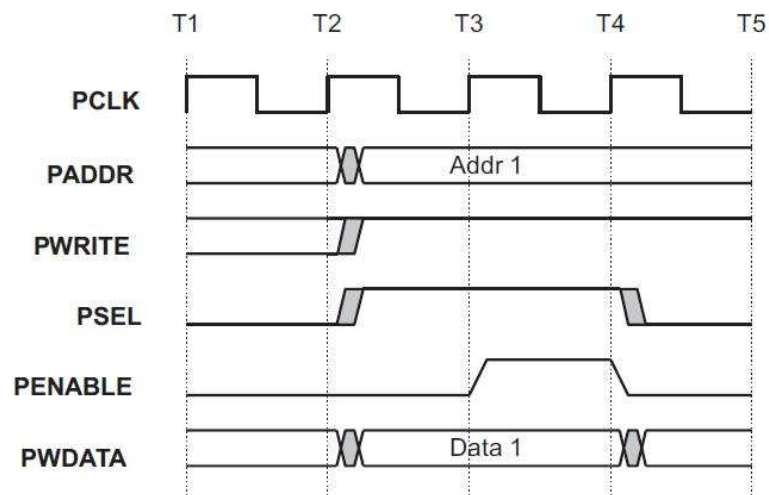 T1 T2 T3 T4 T5
PCLK
PADDR Addr 1
PWRITE
PSEL
PENABLE
PWDATA Data 1